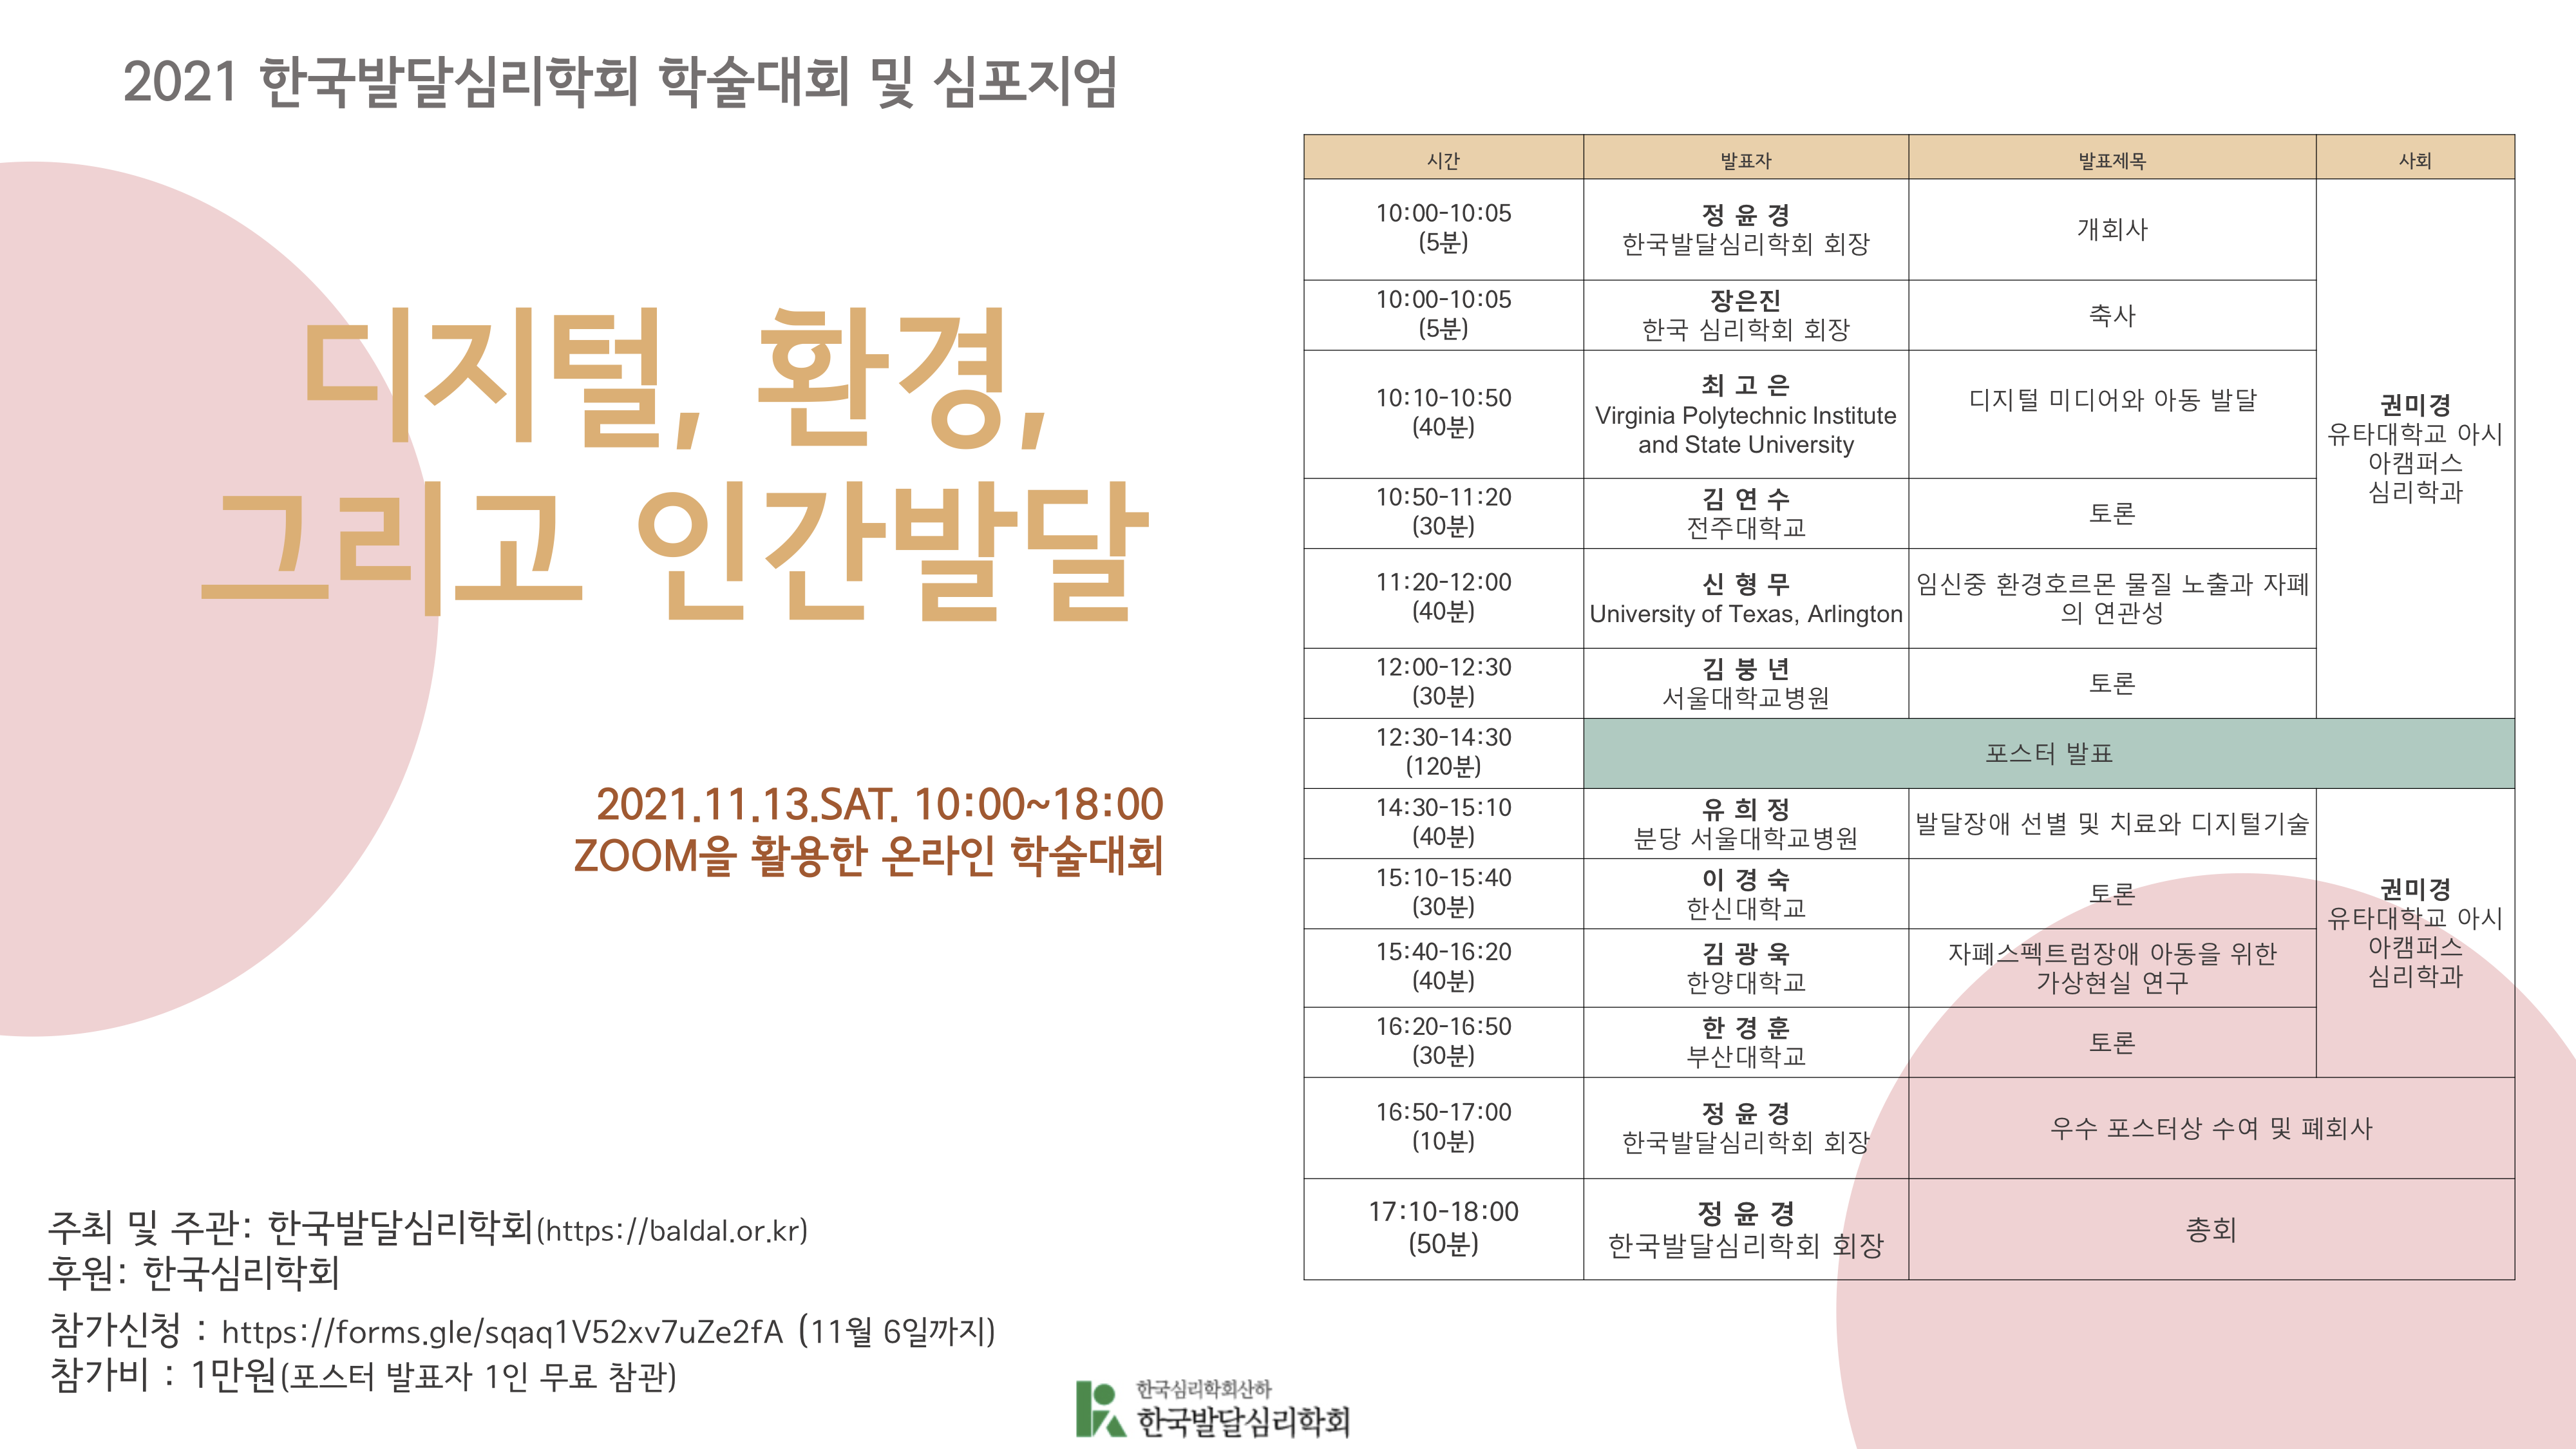 2021 한국발달심리학회 학술대회 및 심포지엄
디지털, 환경,
그리고 인간발달
2021.11.13.SAT. 10:00~18:00
ZOOM을 활용한 온라인 학술대회
주최 및 주관: 한국발달심리학회(https://baldal.or.kr)
후원: 한국심리학회
참가신청 : https://forms.gle/sqaq1V52xv7uZe2fA (11월 6일까지)
참가비 : 1만원(포스터 발표자 1인 무료 참관)
한국심리학회산하
한국발달심리학회
시간 발표자 발표제목 사회
10:00-10:05
(5분)
정 윤 경
한국발달심리학회 회장
개회사
권미경
유타대학교 아시
아캠퍼스
심리학과
10:00-10:05
(5분)
장은진
한국 심리학회 회장
축사
10:10-10:50
(40분)
최 고 은
Virginia Polytechnic Institute
and State University
디지털 미디어와 아동 발달
10:50-11:20
(30분)
김 연 수
전주대학교
토론
11:20-12:00
(40분)
신 형 무
University of Texas, Arlington
임신중 환경호르몬 물질 노출과 자폐
의 연관성
12:00-12:30
(30분)
김 붕 년
서울대학교병원
토론
12:30-14:30
(120분)
포스터 발표
14:30-15:10
(40분)
유 희 정
분당 서울대학교병원
발달장애 선별 및 치료와 디지털기술
권미경
유타대학교 아시
아캠퍼스
심리학과
15:10-15:40
(30분)
이 경 숙
한신대학교
토론
15:40-16:20
(40분)
김 광 욱
한양대학교
자폐스펙트럼장애 아동을 위한
가상현실 연구
16:20-16:50
(30분)
한 경 훈
부산대학교
토론
16:50-17:00
(10분)
정 윤 경
한국발달심리학회 회장
우수 포스터상 수여 및 폐회사
17:10-18:00
(50분)
정 윤 경
한국발달심리학회 회장
총회